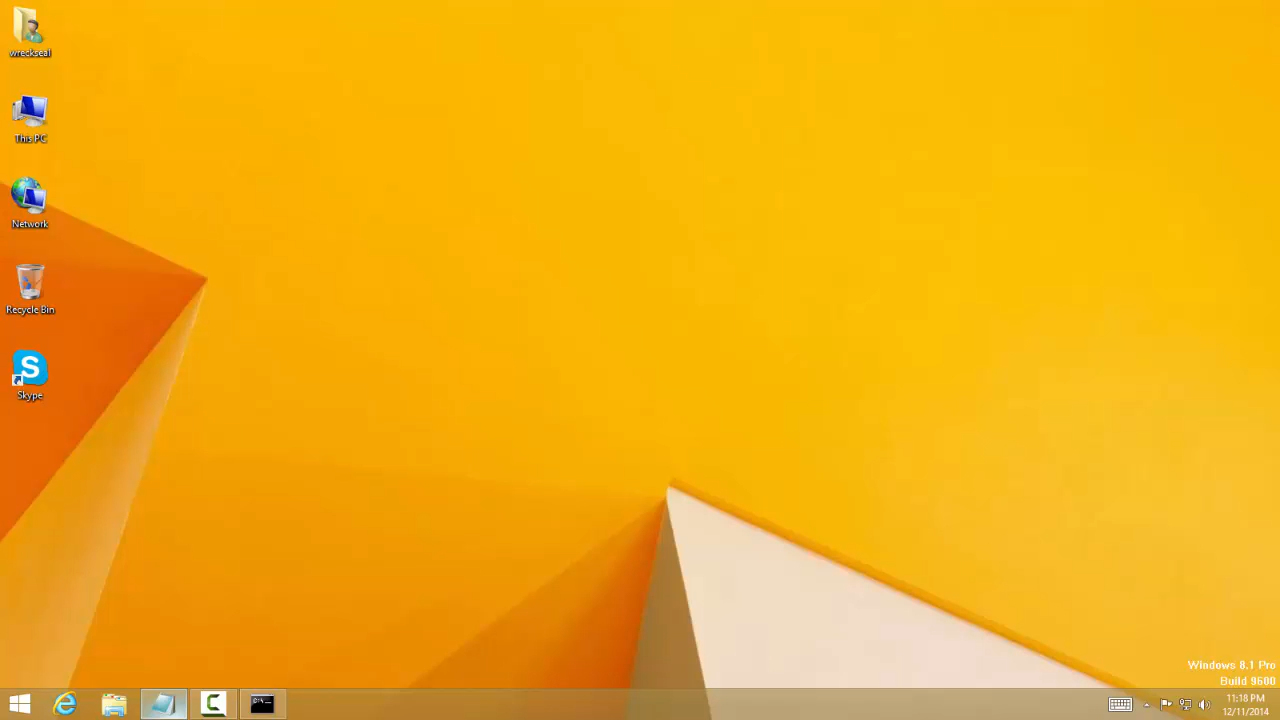 wreckseal
This PC
Network
Recycle Bin
S
Skype
Windows 8.1 Pro
Build 9600
C
C:\_
11:18 PM
12/11/2014